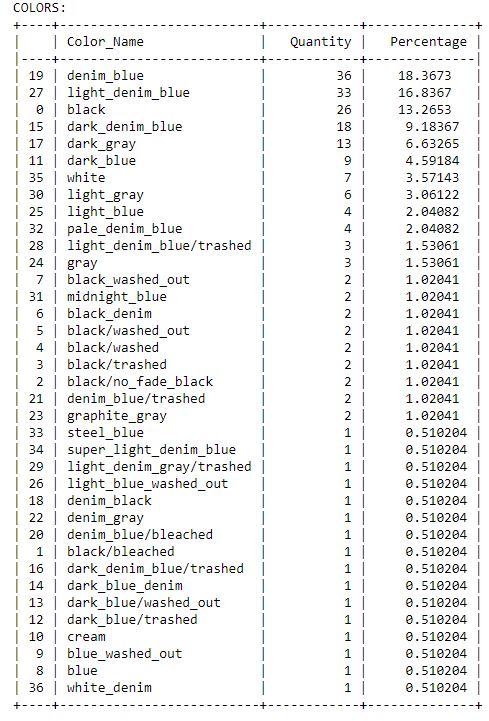 COLORS:
+----+---------------------------+------------+--------------+
|    | Color_Name                |   Quantity |   Percentage |
|----+---------------------------+------------+--------------|
| 19 | denim_blue                |         36 |    18.3673   |
| 27 | light_denim_blue          |         33 |    16.8367   |
|  0 | black                     |         26 |    13.2653   |
| 15 | dark_denim_blue           |         18 |     9.18367  |
| 17 | dark_gray                 |         13 |     6.63265  |
| 11 | dark_blue                 |          9 |     4.59184  |
| 35 | white                     |          7 |     3.57143  |
| 30 | light_gray                |          6 |     3.06122  |
| 25 | light_blue                |          4 |     2.04082  |
| 32 | pale_denim_blue           |          4 |     2.04082  |
| 28 | light_denim_blue/trashed  |          3 |     1.53061  |
| 24 | gray                      |          3 |     1.53061  |
|  7 | black_washed_out          |          2 |     1.02041  |
| 31 | midnight_blue             |          2 |     1.02041  |
|  6 | black_denim               |          2 |     1.02041  |
|  5 | black/washed_out          |          2 |     1.02041  |
|  4 | black/washed              |          2 |     1.02041  |
|  3 | black/trashed             |          2 |     1.02041  |
|  2 | black/no_fade_black       |          2 |     1.02041  |
| 21 | denim_blue/trashed        |          2 |     1.02041  |
| 23 | graphite_gray             |          2 |     1.02041  |
| 33 | steel_blue                |          1 |     0.510204 |
| 34 | super_light_denim_blue    |          1 |     0.510204 |
| 29 | light_denim_gray/trashed  |          1 |     0.510204 |
| 26 | light_blue_washed_out     |          1 |     0.510204 |
| 18 | denim_black               |          1 |     0.510204 |
| 22 | denim_gray                |          1 |     0.510204 |
| 20 | denim_blue/bleached       |          1 |     0.510204 |
|  1 | black/bleached            |          1 |     0.510204 |
| 16 | dark_denim_blue/trashed   |          1 |     0.510204 |
| 14 | dark_blue_denim           |          1 |     0.510204 |
| 13 | dark_blue/washed_out      |          1 |     0.510204 |
| 12 | dark_blue/trashed         |          1 |     0.510204 |
| 10 | cream                     |          1 |     0.510204 |
|  9 | blue_washed_out           |          1 |     0.510204 |
|  8 | blue                      |          1 |     0.510204 |
| 36 | white_denim               |          1 |     0.510204 |
+----+---------------------------+------------+--------------+